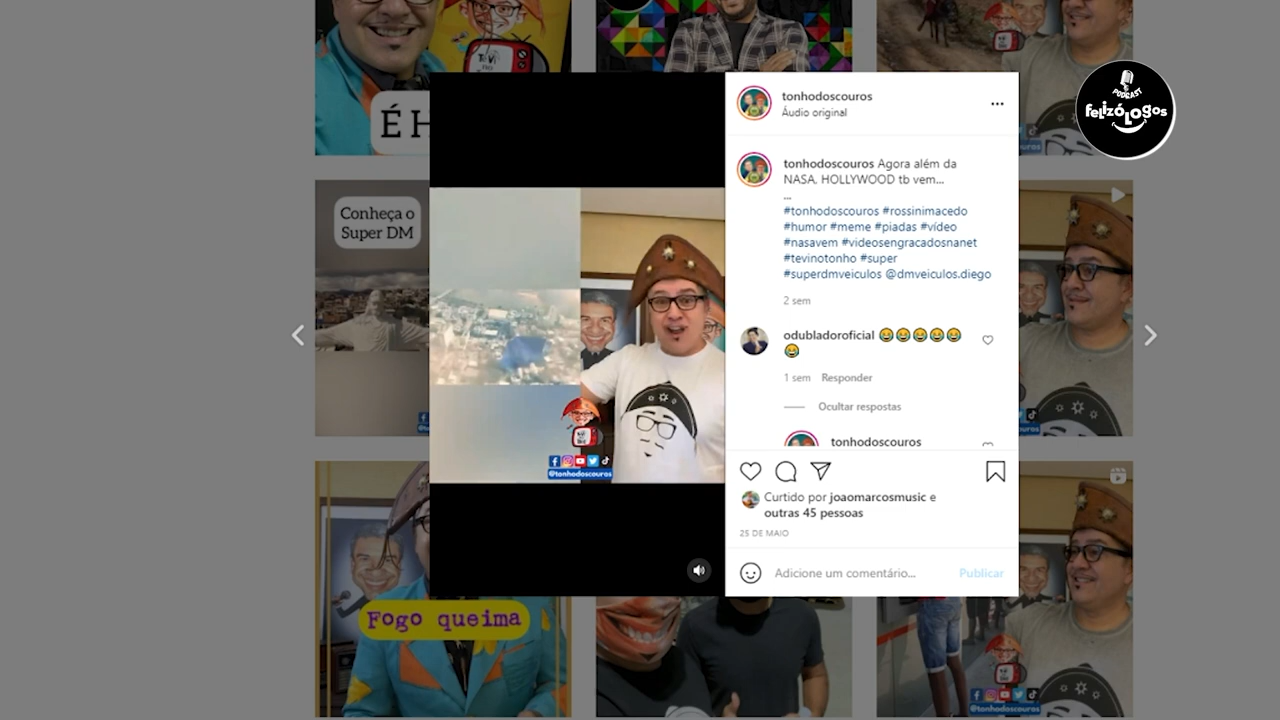 É H
PODCAST
felizóLogos
tonhodoscouros
Áudio original
Conheça o
Super DM
tonhodoscouros Agora além da
NASA, HOLLYWOOD tb vem...
...
#tonhodoscouros #rossinimacedo
#humor #meme #piadas #vídeo
#nasavem #videosengracadosnanet
#tevinotonho #super
#superdmveiculos @dmveiculos.diego
2 sem
odubladoroficial 😂😂😂😂😂
😂
1 sem Responder
Ocultar respostas
tonhodoscouros
@tonhodoscouros
Curtido por joaomarcosmusic e
outras 45 pessoas
25 DE MAIO
Adicione um comentário... Publicar
Fogo queima
@tonhodoscouros